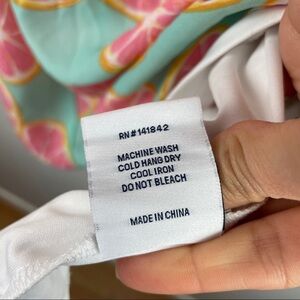 RN#141842
MACHINE WASH
COLD HANG DRY
COOL IRON
DO NOT BLEACH
MADE IN CHINA